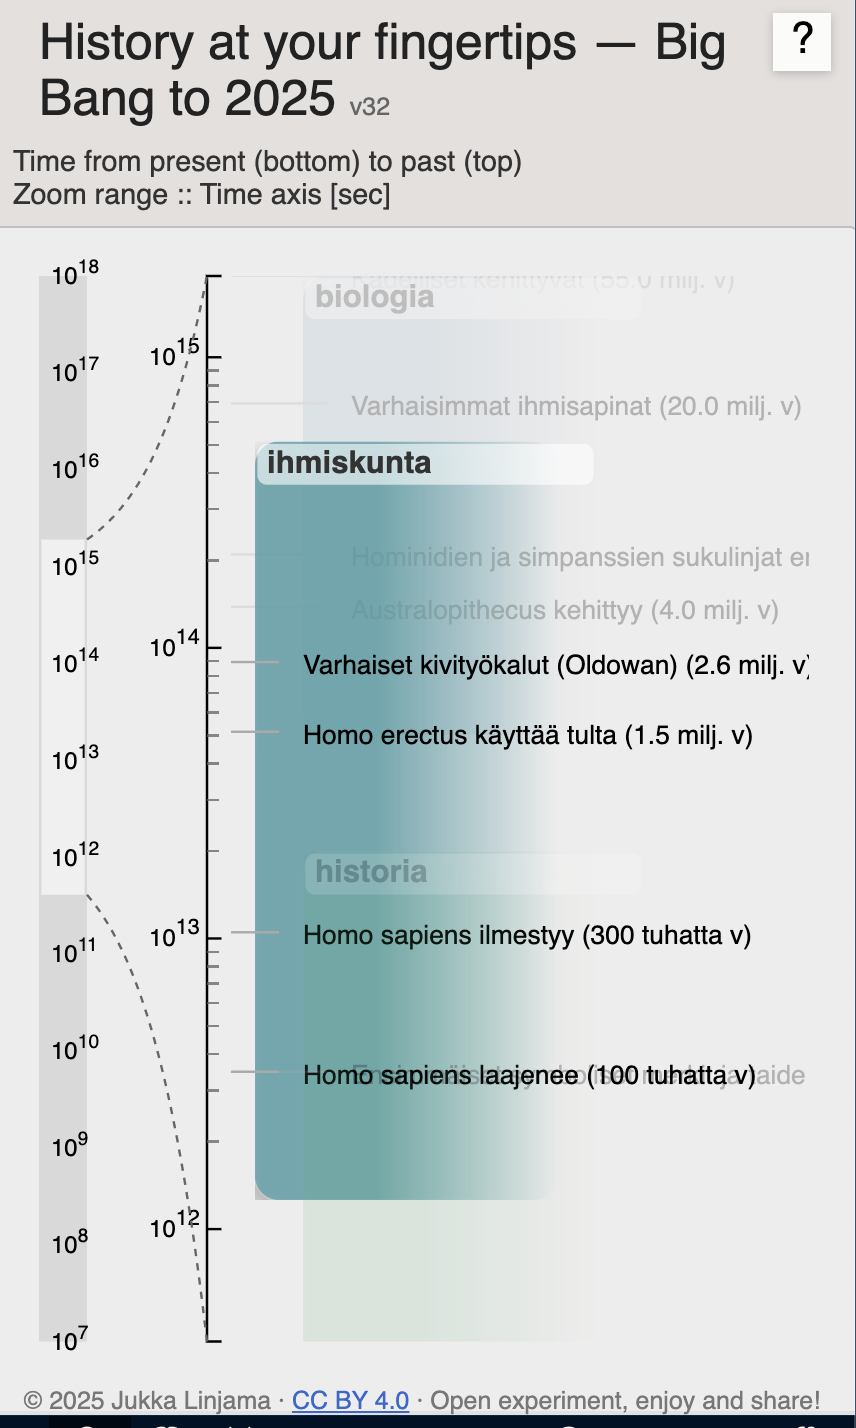 History at your fingertips — Big
Bang to 2025 v32
?
Time from present (bottom) to past (top)
Zoom range :: Time axis [sec]
10^18
10^17
10^16
10^15
10^14
10^13
10^12
10^11
10^10
10^9
10^8
10^7
10^15
10^14
10^13
10^12
Kädelliset kehittyvät (55.0 milj. v)
biologia
Varhaisimmat ihmisapinat (20.0 milj. v)
ihmiskunta
Hominidien ja simpanssien sukulinjat er
Australopithecus kehittyy (4.0 milj. v)
Varhaiset kivityökalut (Oldowan) (2.6 milj. v)
Homo erectus käyttää tulta (1.5 milj. v)
historia
Homo sapiens ilmestyy (300 tuhatta v)
Homo sapiens laajenee (100 tuhatta v)
© 2025 Jukka Linjama · CC BY 4.0 · Open experiment, enjoy and share!